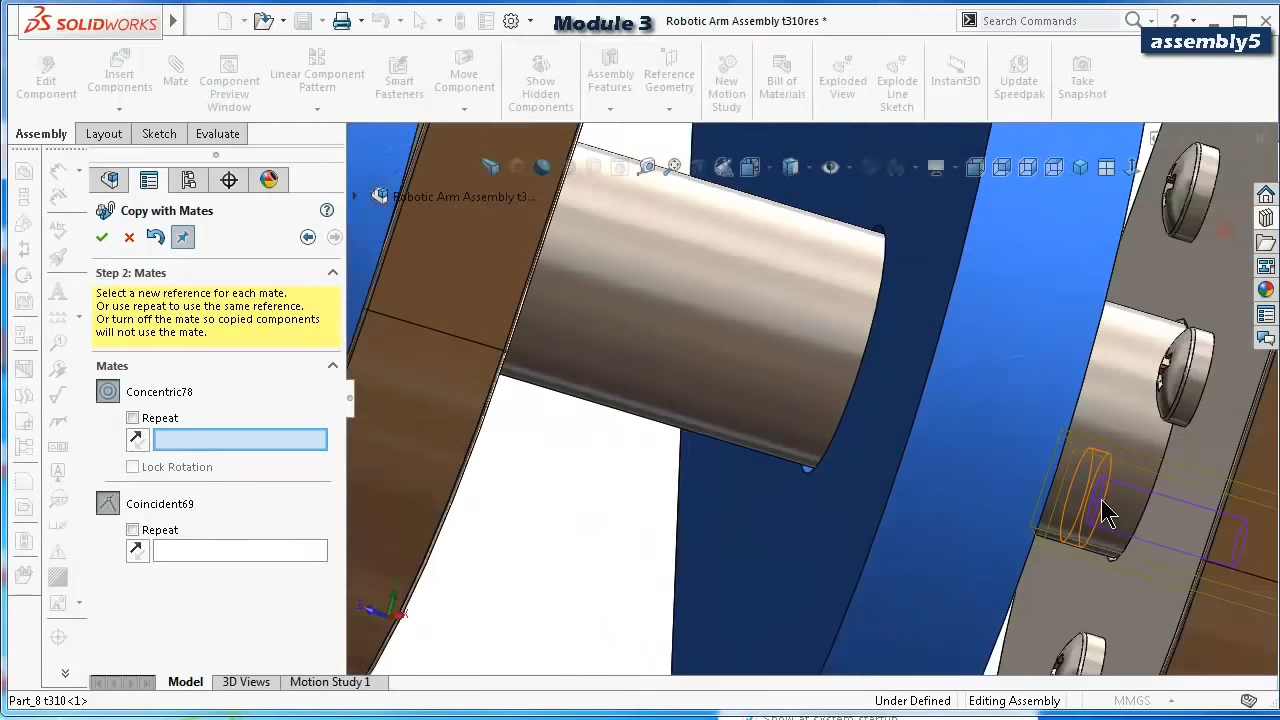 SOLIDWORKS
Module 3
Robotic Arm Assembly t310res *
Search Commands
assembly5
Edit Component
Insert Components
Mate
Component Preview Window
Linear Component Pattern
Smart Fasteners
Move Component
Show Hidden Components
Assembly Features
Reference Geometry
New Motion Study
Bill of Materials
Exploded View
Explode Line Sketch
Instant3D
Update Speedpak
Take Snapshot
Assembly
Layout
Sketch
Evaluate
Robotic Arm Assembly t3...
Copy with Mates
Step 2: Mates
Select a new reference for each mate.
Or use repeat to use the same reference.
Or turn off the mate so copied components
will not use the mate.
Mates
Concentric78
Repeat
Lock Rotation
Coincident69
Repeat
Model
3D Views
Motion Study 1
Part_8 t310<1>
Under Defined
Editing Assembly
MMGS